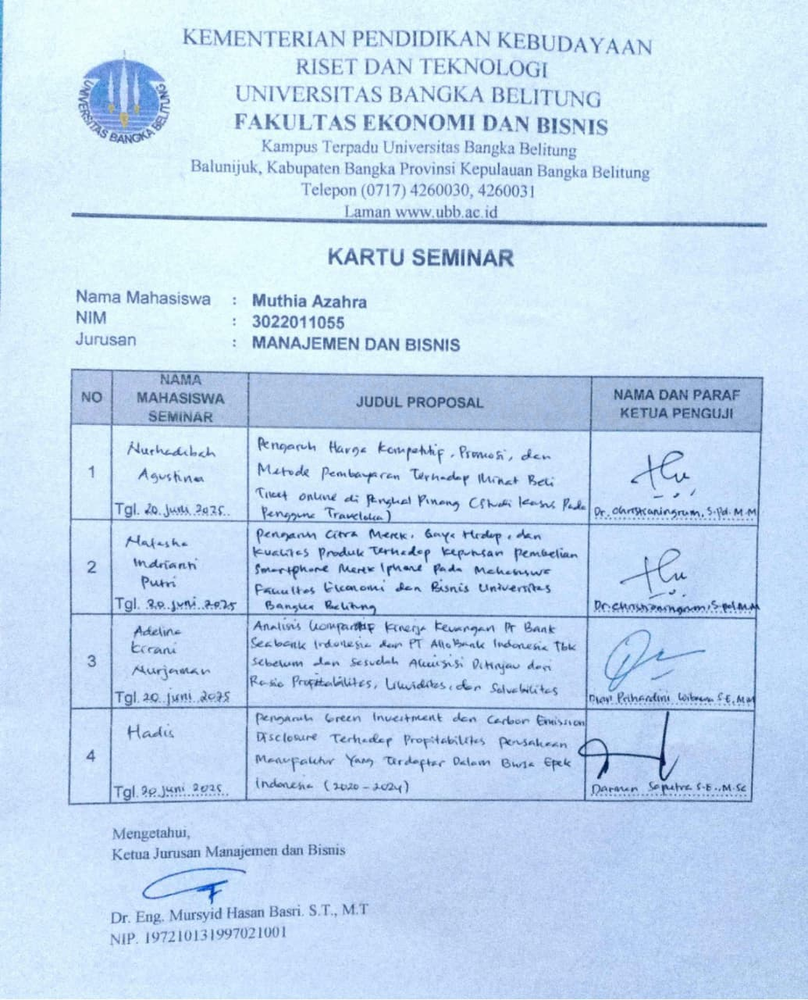 KEMENTERIAN PENDIDIKAN KEBUDAYAAN
RISET DAN TEKNOLOGI
UNIVERSITAS BANGKA BELITUNG
FAKULTAS EKONOMI DAN BISNIS
Kampus Terpadu Universitas Bangka Belitung
Balunijuk, Kabupaten Bangka Provinsi Kepulauan Bangka Belitung
Telepon (0717) 4260030, 4260031
Laman www.ubb.ac.id
UNIVERSITAS BANGKA BELITUNG
KARTU SEMINAR
Nama Mahasiswa : Muthia Azahra
NIM : 3022011055
Jurusan : MANAJEMEN DAN BISNIS
NO
NAMA
MAHASISWA
SEMINAR
JUDUL PROPOSAL
NAMA DAN PARAF
KETUA PENGUJI
1
Nurhadibah
Agustina
Tgl. 20 juni 2025
Pengaruh Harga Kompetitif, Promosi, dan
Metode Pembayaran Terhadap Minat Beli
Tiket online di Pangkal Pinang (Studi Kasus Pada
Pengguna Traveloka)
Dr. Christianingrum, S.Pd. M.M
2
Natasha
Indrianti
Putri
Tgl. 20 juni 2025
Pengaruh Citra Merek, Gaya Hidup, dan
Kualitas Produk Terhadap Keputusan Pembelian
Smartphone Merek Iphone Pada Mahasiswa
Fakultas Ekonomi dan Bisnis Universitas
Bangka Belitung
Dr. Christianingrum, S.pd M.M
3
Adelina
Kirani
Nurjaman
Tgl. 20 juni 2025
Analisis Komparatif Kinerja Keuangan PT Bank
Seabank Indonesia dan PT Allo Bank Indonesia Tbk
Sebelum dan Sesudah Akuisisi Ditinjau dari
Rasio Profitabilitas, Likuiditas, dan Solvabilitas
Dian Prihardini Wibawa S.E, M.M
4
Hadis
Tgl. 20 juni 2025
Pengaruh Green Investment dan Carbon Emission
Disclosure Terhadap Propitabilitas Perusahaan
Manufaktur Yang Terdaftar Dalam Bursa Epek
Indonesia (2020-2024)
Darman Saputra S.E., M.Sc
Mengetahui,
Ketua Jurusan Manajemen dan Bisnis
Dr. Eng. Mursyid Hasan Basri. S.T., M.T
NIP. 197210131997021001